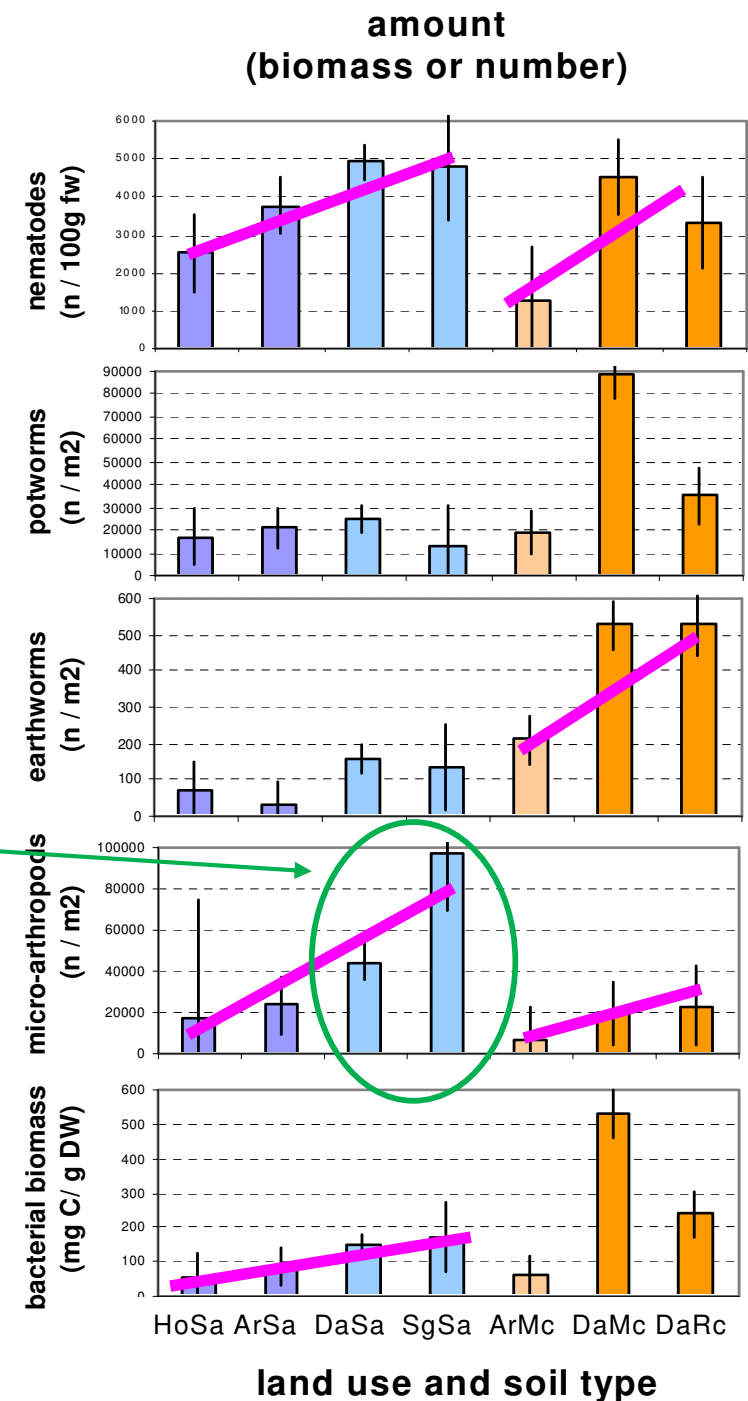 amount
(biomass or number)
nematodes
(n / 100g fw)
6000
5000
4000
3000
2000
1000
0
potworms
(n / m2)
90000
80000
70000
60000
50000
40000
30000
20000
10000
0
earthworms
(n / m2)
600
500
400
300
200
100
0
micro-arthropods
(n / m2)
100000
80000
60000
40000
20000
0
bacterial biomass
(mg C/ g DW)
600
500
400
300
200
100
0
HoSa ArSa DaSa SgSa ArMc DaMc DaRc
land use and soil type